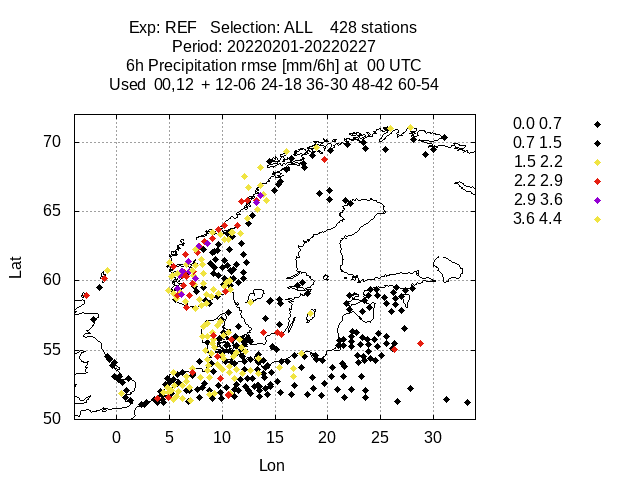 Exp: REF   Selection: ALL    428 stations
Period: 20220201-20220227
6h Precipitation rmse [mm/6h] at  00 UTC
Used  00,12  + 12-06 24-18 36-30 48-42 60-54
0.0 0.7
0.7 1.5
1.5 2.2
2.2 2.9
2.9 3.6
3.6 4.4
70
65
60
55
50
Lat
0 5 10 15 20 25 30
Lon